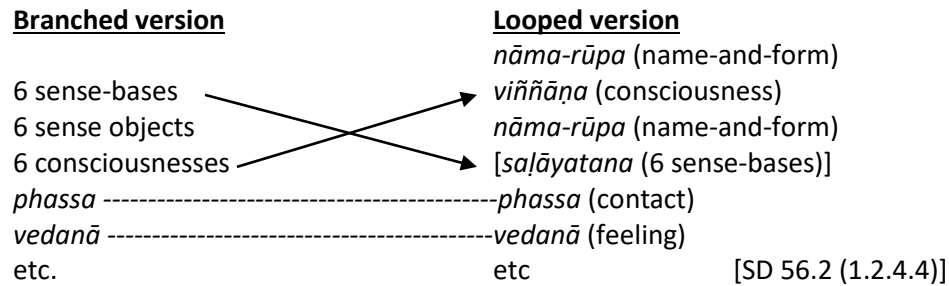 Branched version Looped version
nāma-rūpa (name-and-form)
6 sense-bases viññāṇa (consciousness)
6 sense objects nāma-rūpa (name-and-form)
6 consciousnesses [saḷāyatana (6 sense-bases)]
phassa -------------------------------------------phassa (contact)
vedanā ------------------------------------------vedanā (feeling)
etc. etc [SD 56.2 (1.2.4.4)]